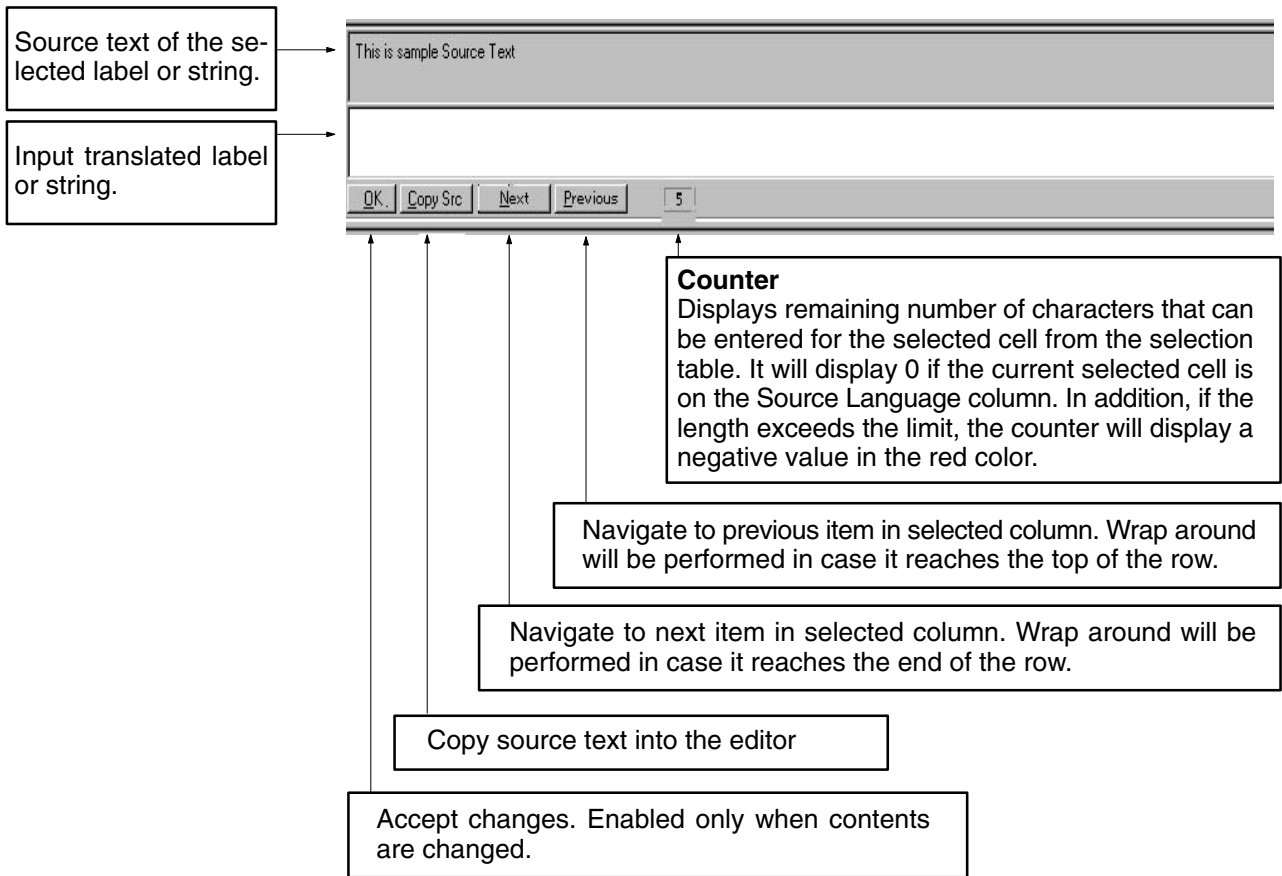 Source text of the se-
lected label or string.
This is sample Source Text
Input translated label
or string.
OK Copy Src Next Previous 5
Counter
Displays remaining number of characters that can
be entered for the selected cell from the selection
table. It will display 0 if the current selected cell is
on the Source Language column. In addition, if the
length exceeds the limit, the counter will display a
negative value in the red color.
Navigate to previous item in selected column. Wrap around
will be performed in case it reaches the top of the row.
Navigate to next item in selected column. Wrap around will be
performed in case it reaches the end of the row.
Copy source text into the editor
Accept changes. Enabled only when contents
are changed.